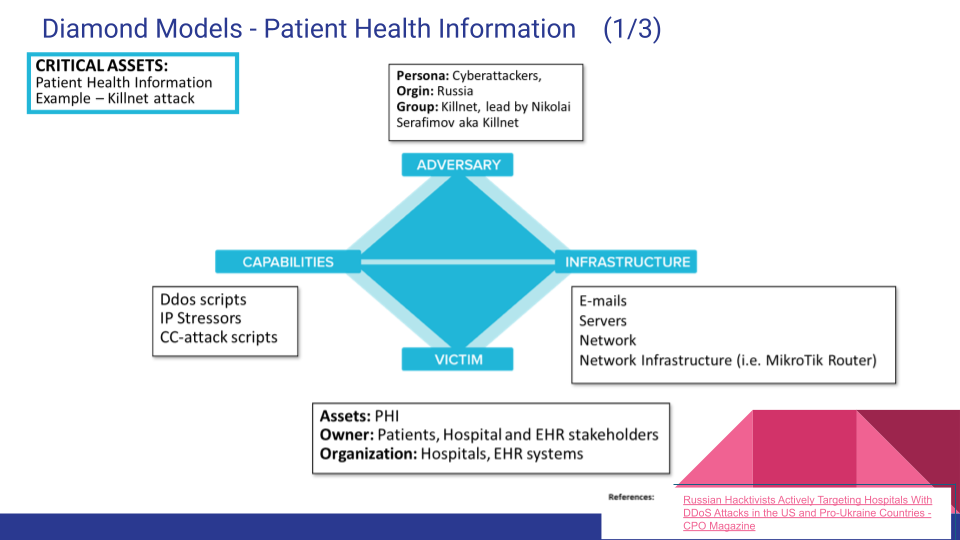 Diamond Models - Patient Health Information (1/3)
CRITICAL ASSETS:
Patient Health Information
Example – Killnet attack
Persona: Cyberattackers,
Orgin: Russia
Group: Killnet, lead by Nikolai
Serafimov aka Killnet
ADVERSARY
CAPABILITIES
INFRASTRUCTURE
Ddos scripts
IP Stressors
CC-attack scripts
E-mails
Servers
Network
Network Infrastructure (i.e. MikroTik Router)
VICTIM
Assets: PHI
Owner: Patients, Hospital and EHR stakeholders
Organization: Hospitals, EHR systems
References:
Russian Hacktivists Actively Targeting Hospitals With
DDoS Attacks in the US and Pro-Ukraine Countries -
CPO Magazine